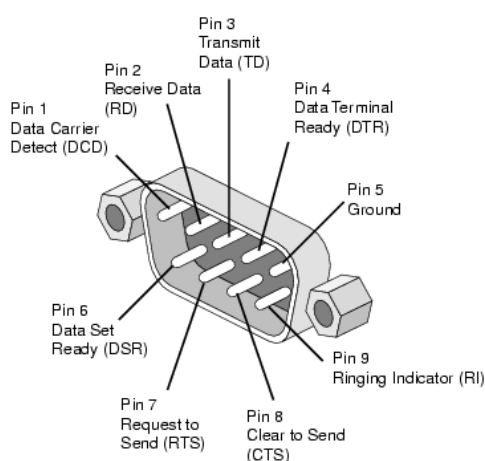 Pin 3
Transmit
Data (TD)
Pin 2
Receive Data
(RD)
Pin 4
Data Terminal
Ready (DTR)
Pin 1
Data Carrier
Detect (DCD)
Pin 5
Ground
Pin 6
Data Set
Ready (DSR)
Pin 9
Ringing Indicator (RI)
Pin 7
Request to
Send (RTS)
Pin 8
Clear to Send
(CTS)